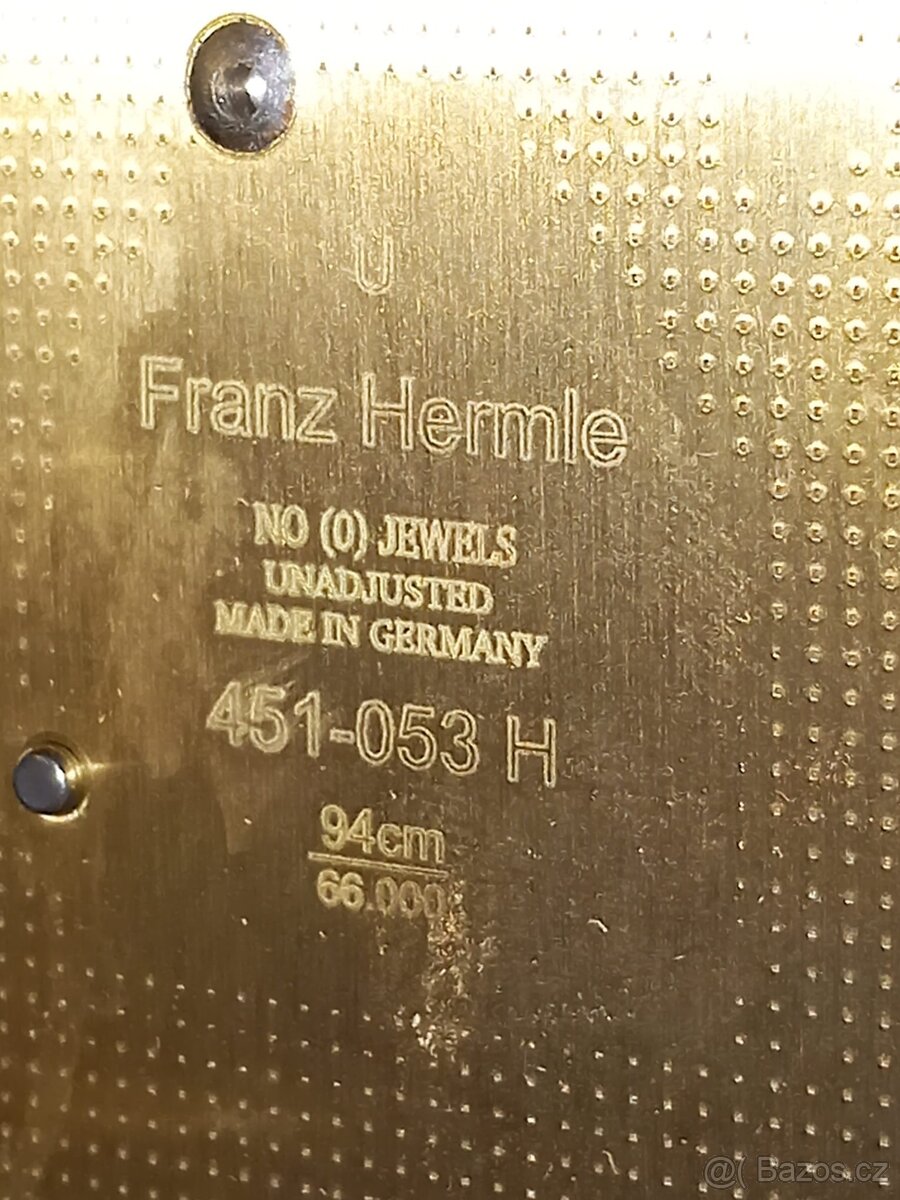 U
Franz Hermle
NO (0) JEWELS
UNADJUSTED
MADE IN GERMANY
451-053 H
94cm
66.000
@( Bazos.cz